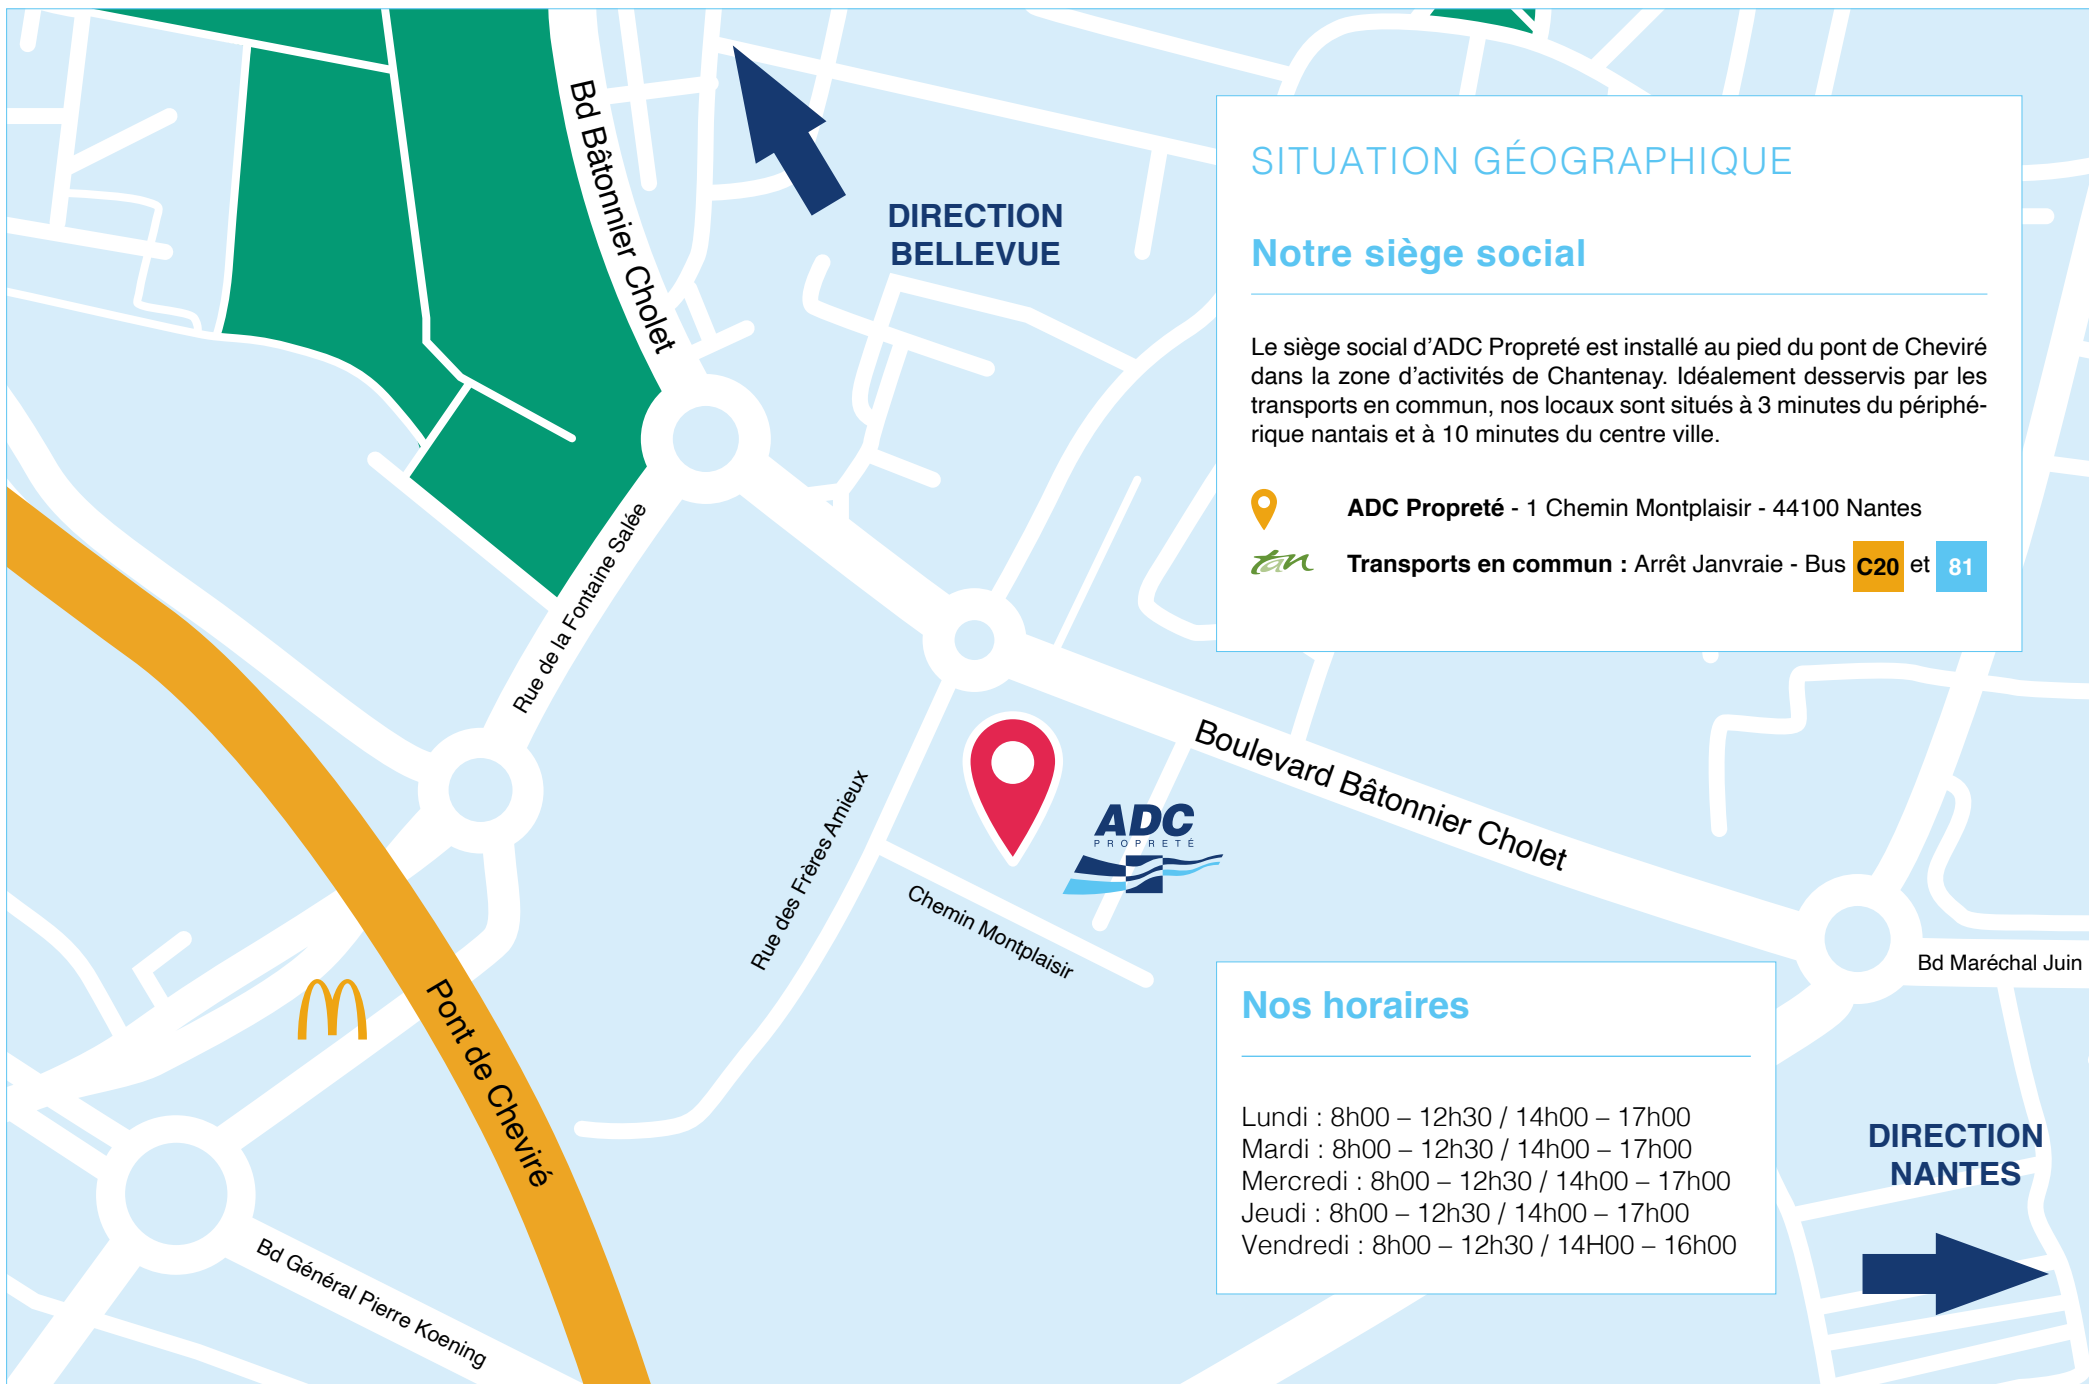 Bd Bâtonnier Cholet
DIRECTION
BELLEVUE
SITUATION GÉOGRAPHIQUE
Notre siège social
Le siège social d’ADC Propreté est installé au pied du pont de Cheviré
dans la zone d’activités de Chantenay. Idéalement desservis par les
transports en commun, nos locaux sont situés à 3 minutes du périphé-
rique nantais et à 10 minutes du centre ville.
ADC Propreté - 1 Chemin Montplaisir - 44100 Nantes
tan
Transports en commun : Arrêt Janvraie - Bus C20 et 81
Rue de la Fontaine Salée
Boulevard Bâtonnier Cholet
Rue des Frères Amieux
ADC
PROPRETÉ
Chemin Montplaisir
Bd Maréchal Juin
Pont de Cheviré
Bd Général Pierre Koening
Nos horaires
Lundi : 8h00 – 12h30 / 14h00 – 17h00
Mardi : 8h00 – 12h30 / 14h00 – 17h00
Mercredi : 8h00 – 12h30 / 14h00 – 17h00
Jeudi : 8h00 – 12h30 / 14h00 – 17h00
Vendredi : 8h00 – 12h30 / 14H00 – 16h00
DIRECTION
NANTES